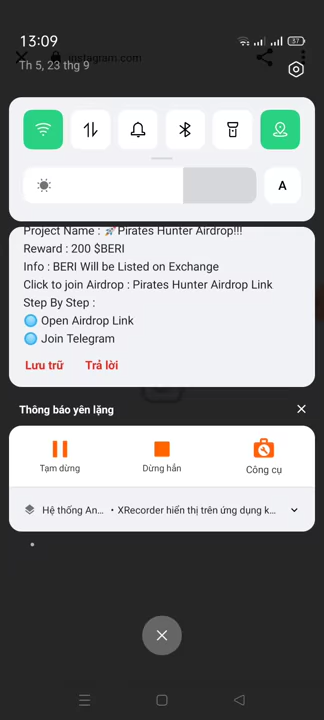 13:09
37
instagram.com
Th 5, 23 thg 9
A
Project Name : 🚀Pirates Hunter Airdrop!!!
Reward : 200 $BERI
Info : BERI Will be Listed on Exchange
Click to join Airdrop : Pirates Hunter Airdrop Link
Step By Step :
🔵 Open Airdrop Link
🔵 Join Telegram
Lưu trữ Trả lời
Thông báo yên lặng
Tạm dừng Dừng hẳn Công cụ
Hệ thống An... • XRecorder hiển thị trên ứng dụng k...